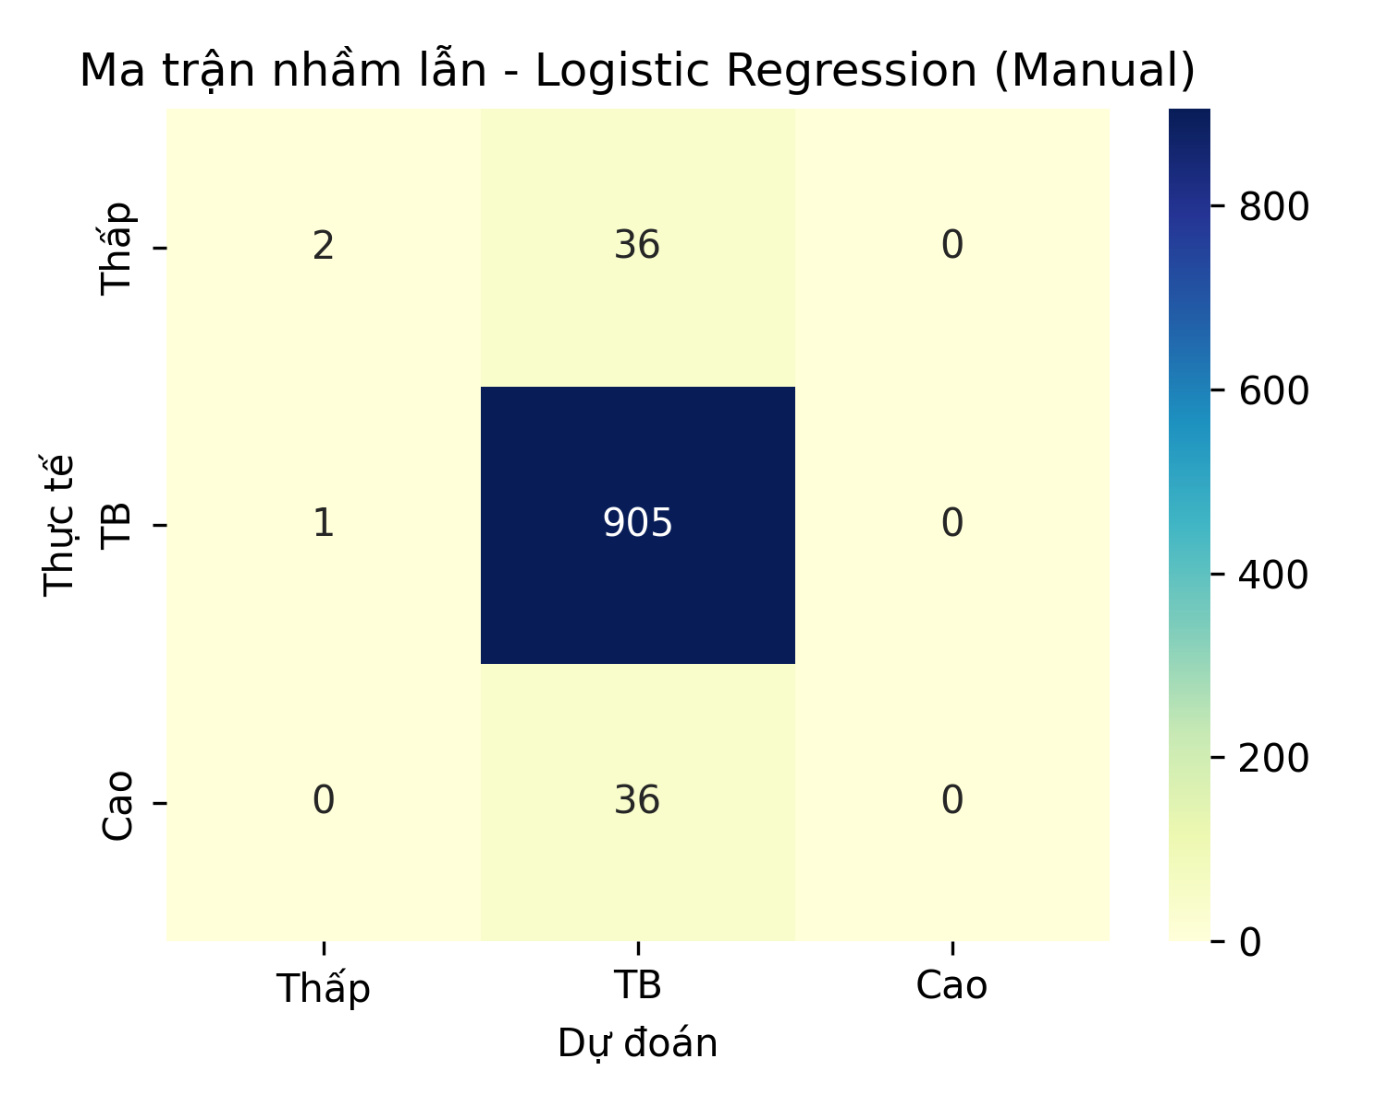 Ma trận nhầm lẫn - Logistic Regression (Manual)
Thực tế
Thấp
2 36 0
TB
1 905 0
Cao
0 36 0
Thấp TB Cao
Dự đoán
800
600
400
200
0